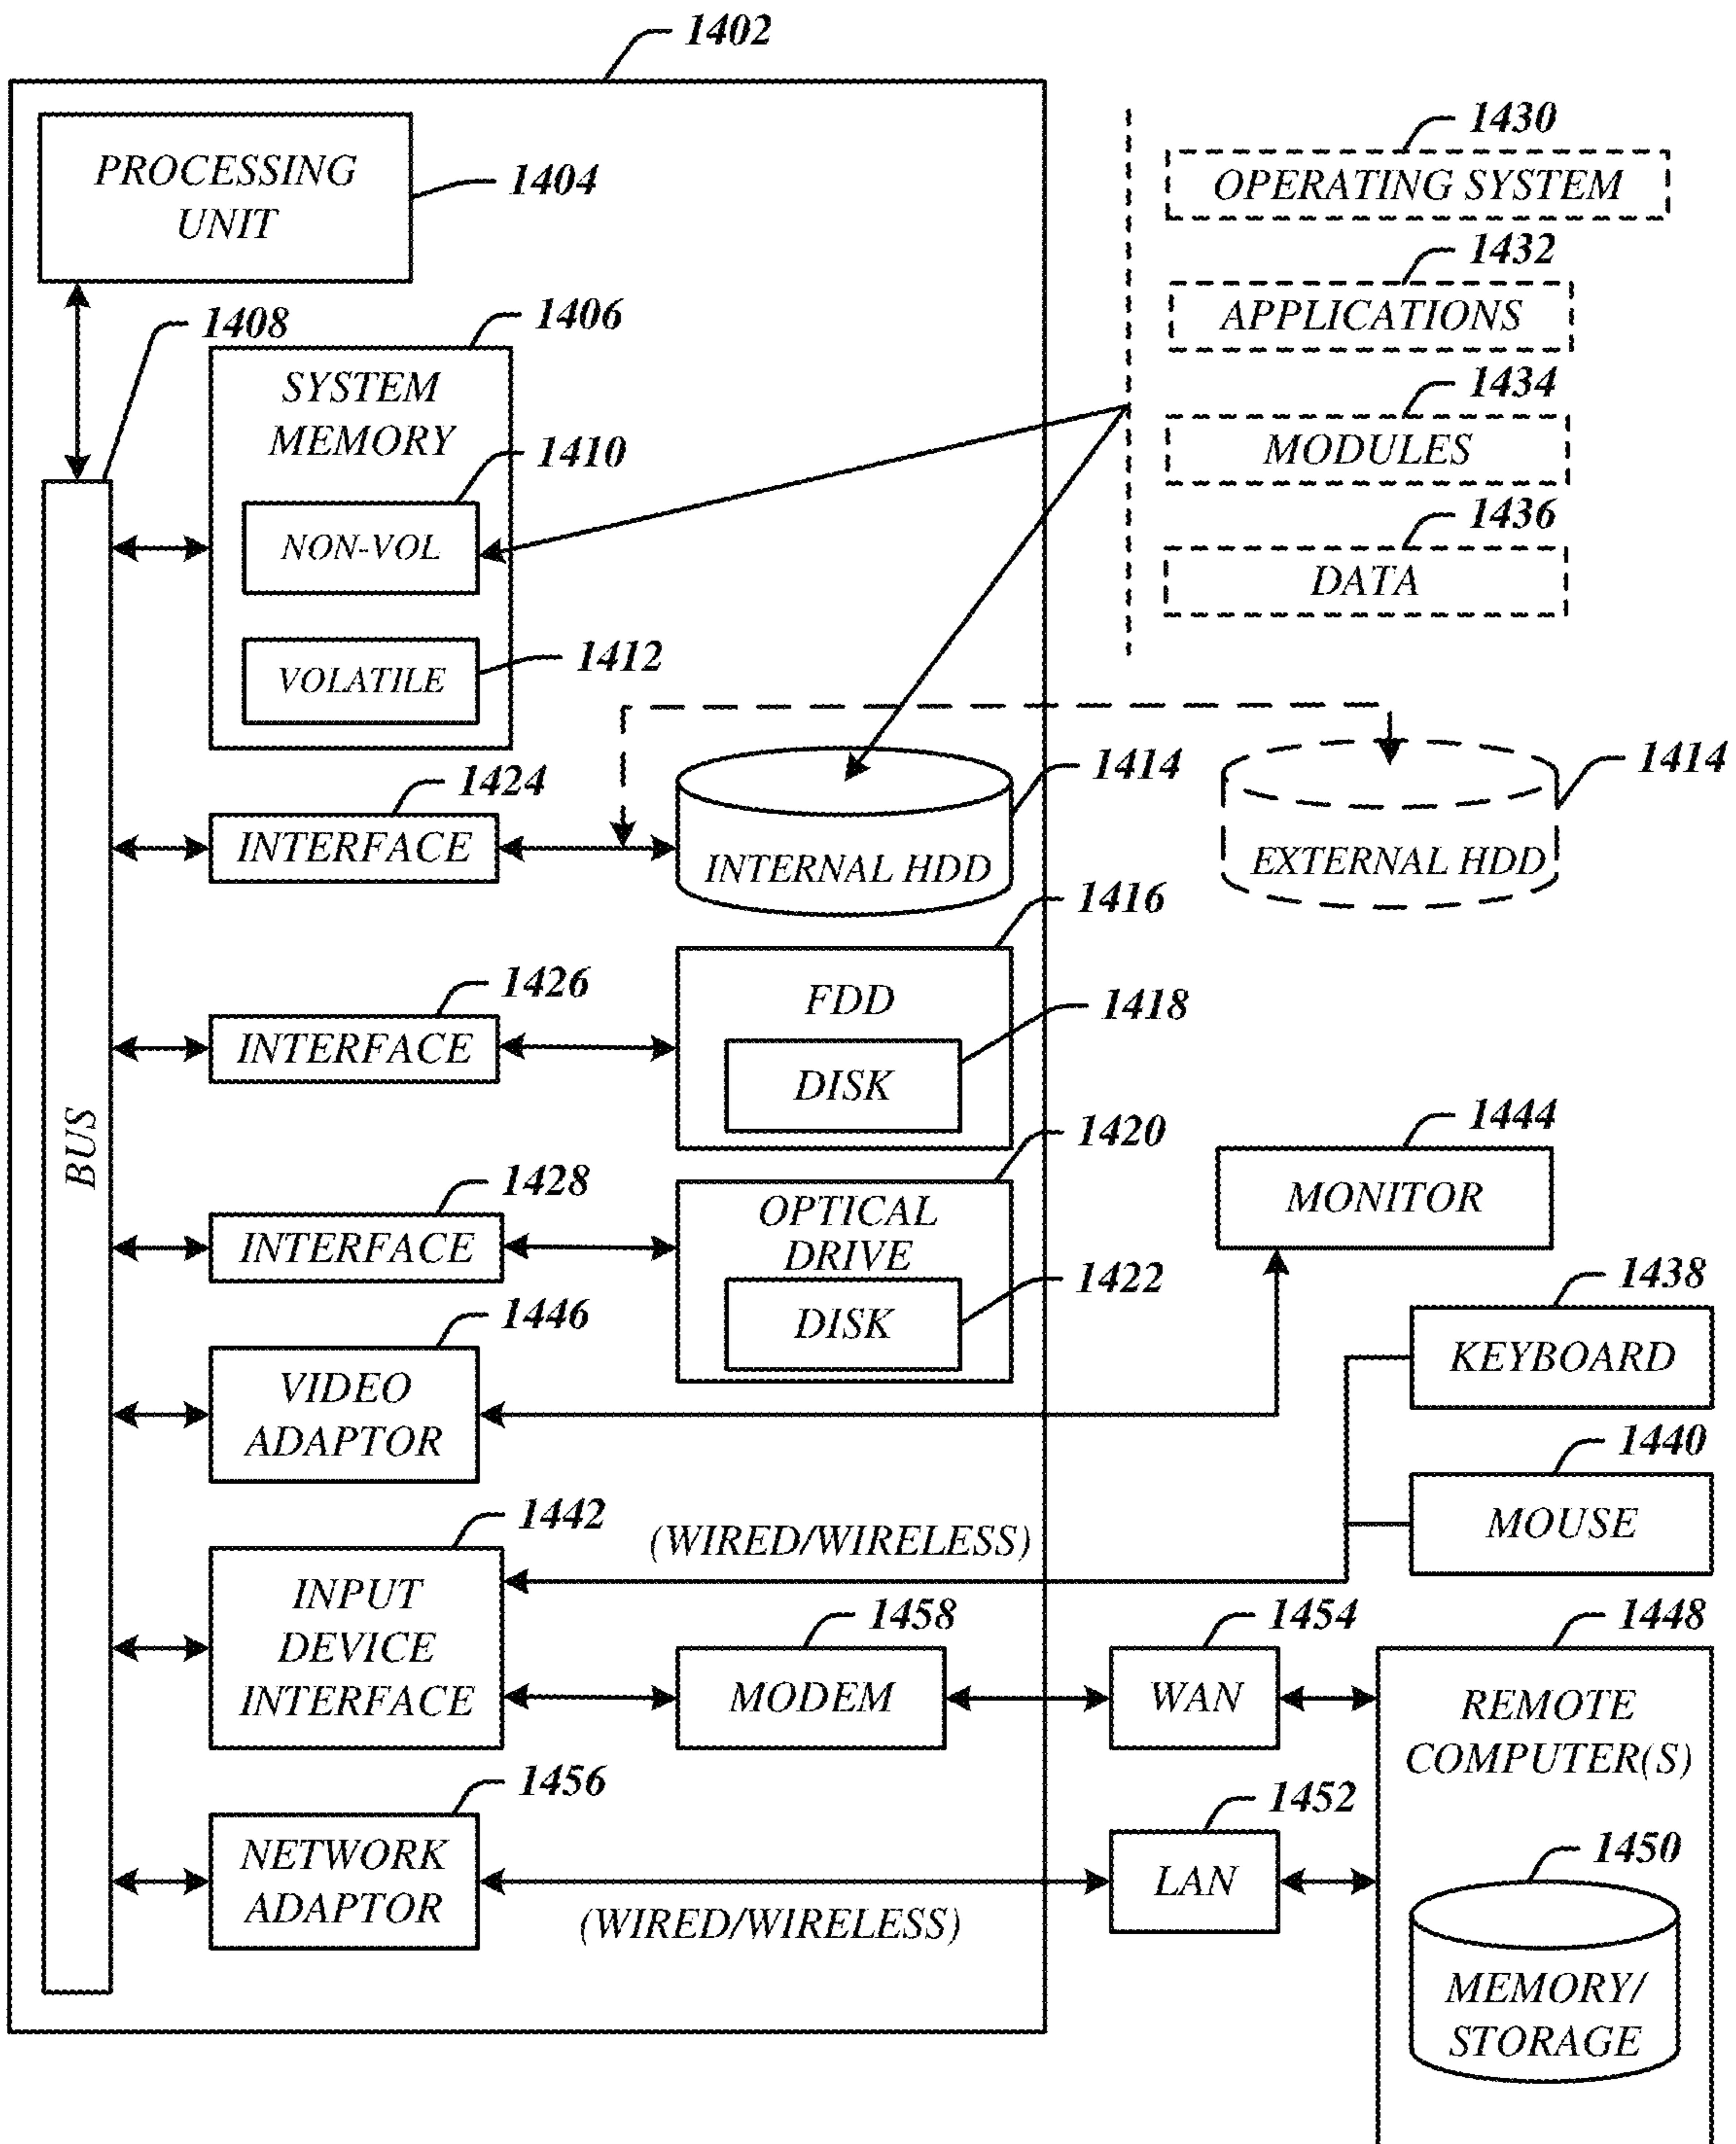 1402
PROCESSING
UNIT
1404
1408
1406
SYSTEM
MEMORY
1410
NON-VOL
1412
VOLATILE
1430
OPERATING SYSTEM
1432
APPLICATIONS
1434
MODULES
1436
DATA
1424
INTERFACE
1414
INTERNAL HDD
1414
EXTERNAL HDD
1426
INTERFACE
1416
FDD
1418
DISK
BUS
1428
INTERFACE
1420
OPTICAL
DRIVE
1422
DISK
1444
MONITOR
1446
VIDEO
ADAPTOR
1438
KEYBOARD
1440
MOUSE
1442
INPUT
DEVICE
INTERFACE
(WIRED/WIRELESS)
1458
MODEM
1454
WAN
1448
REMOTE
COMPUTER(S)
1456
NETWORK
ADAPTOR
(WIRED/WIRELESS)
1452
LAN
1450
MEMORY/
STORAGE